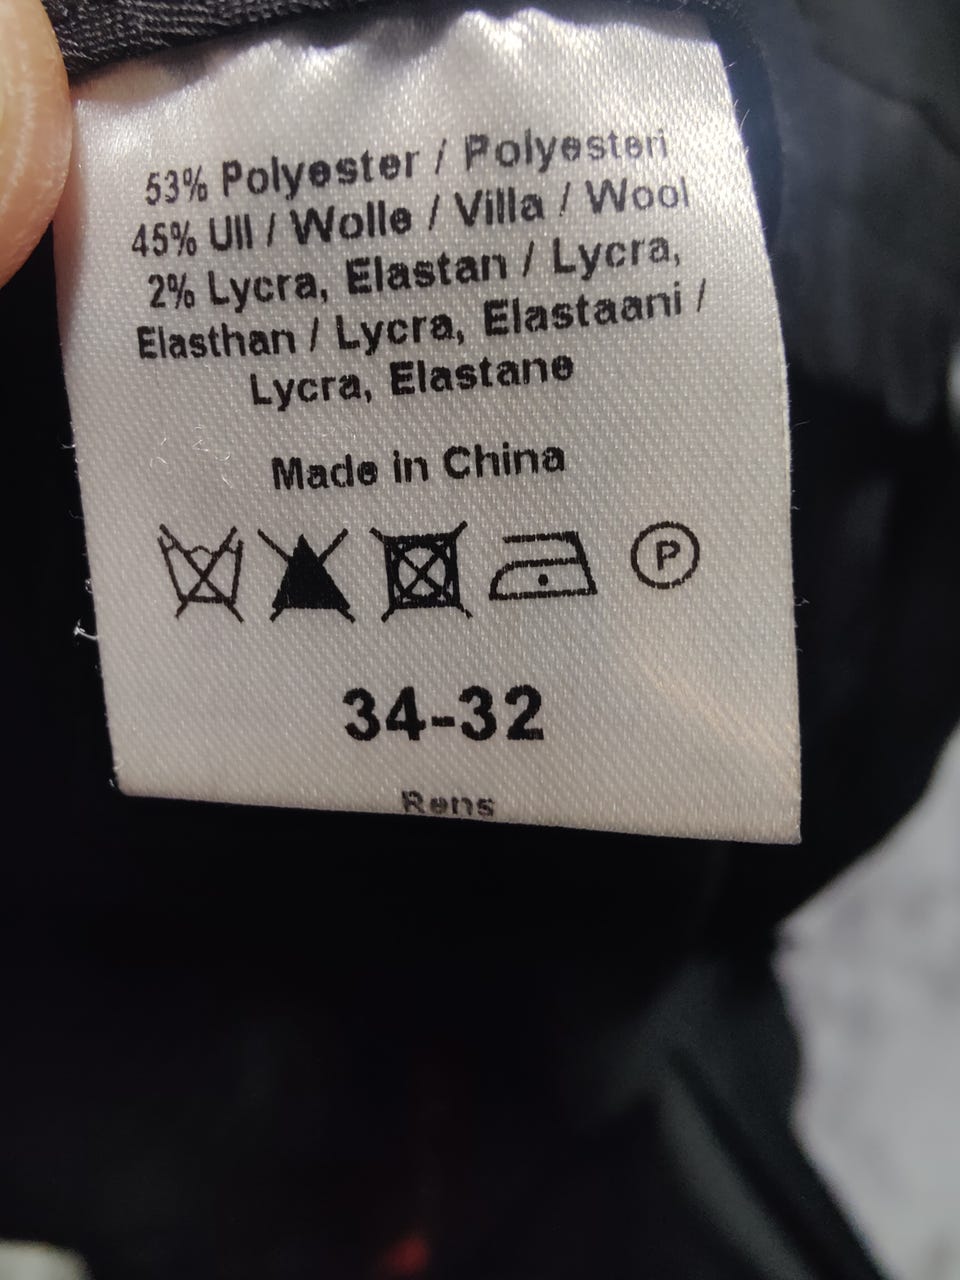 53% Polyester / Polyesteri
45% Ull / Wolle / Villa / Wool
2% Lycra, Elastan / Lycra,
Elasthan / Lycra, Elastaani /
Lycra, Elastane
Made in China
P
34-32
Rens